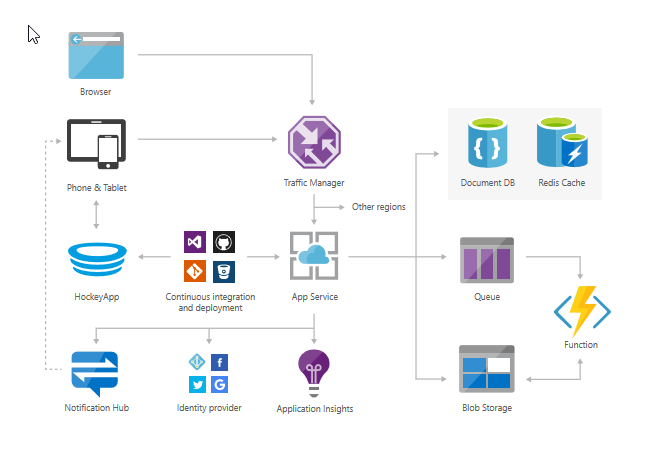 Browser
Phone & Tablet
Traffic Manager
Document DB
Redis Cache
Other regions
HockeyApp
Continuous integration
and deployment
App Service
Queue
Function
Notification Hub
Identity provider
Application Insights
Blob Storage